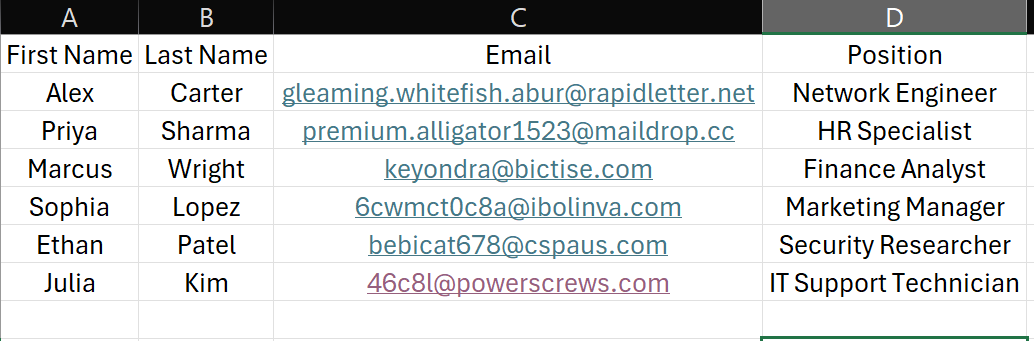 A B C D
First Name Last Name Email Position
Alex Carter gleaming.whitefish.abur@rapidletter.net Network Engineer
Priya Sharma premium.alligator1523@maildrop.cc HR Specialist
Marcus Wright keyondra@bictise.com Finance Analyst
Sophia Lopez 6cwmct0c8a@ibolinva.com Marketing Manager
Ethan Patel bebicat678@cspaus.com Security Researcher
Julia Kim 46c8l@powerscrews.com IT Support Technician